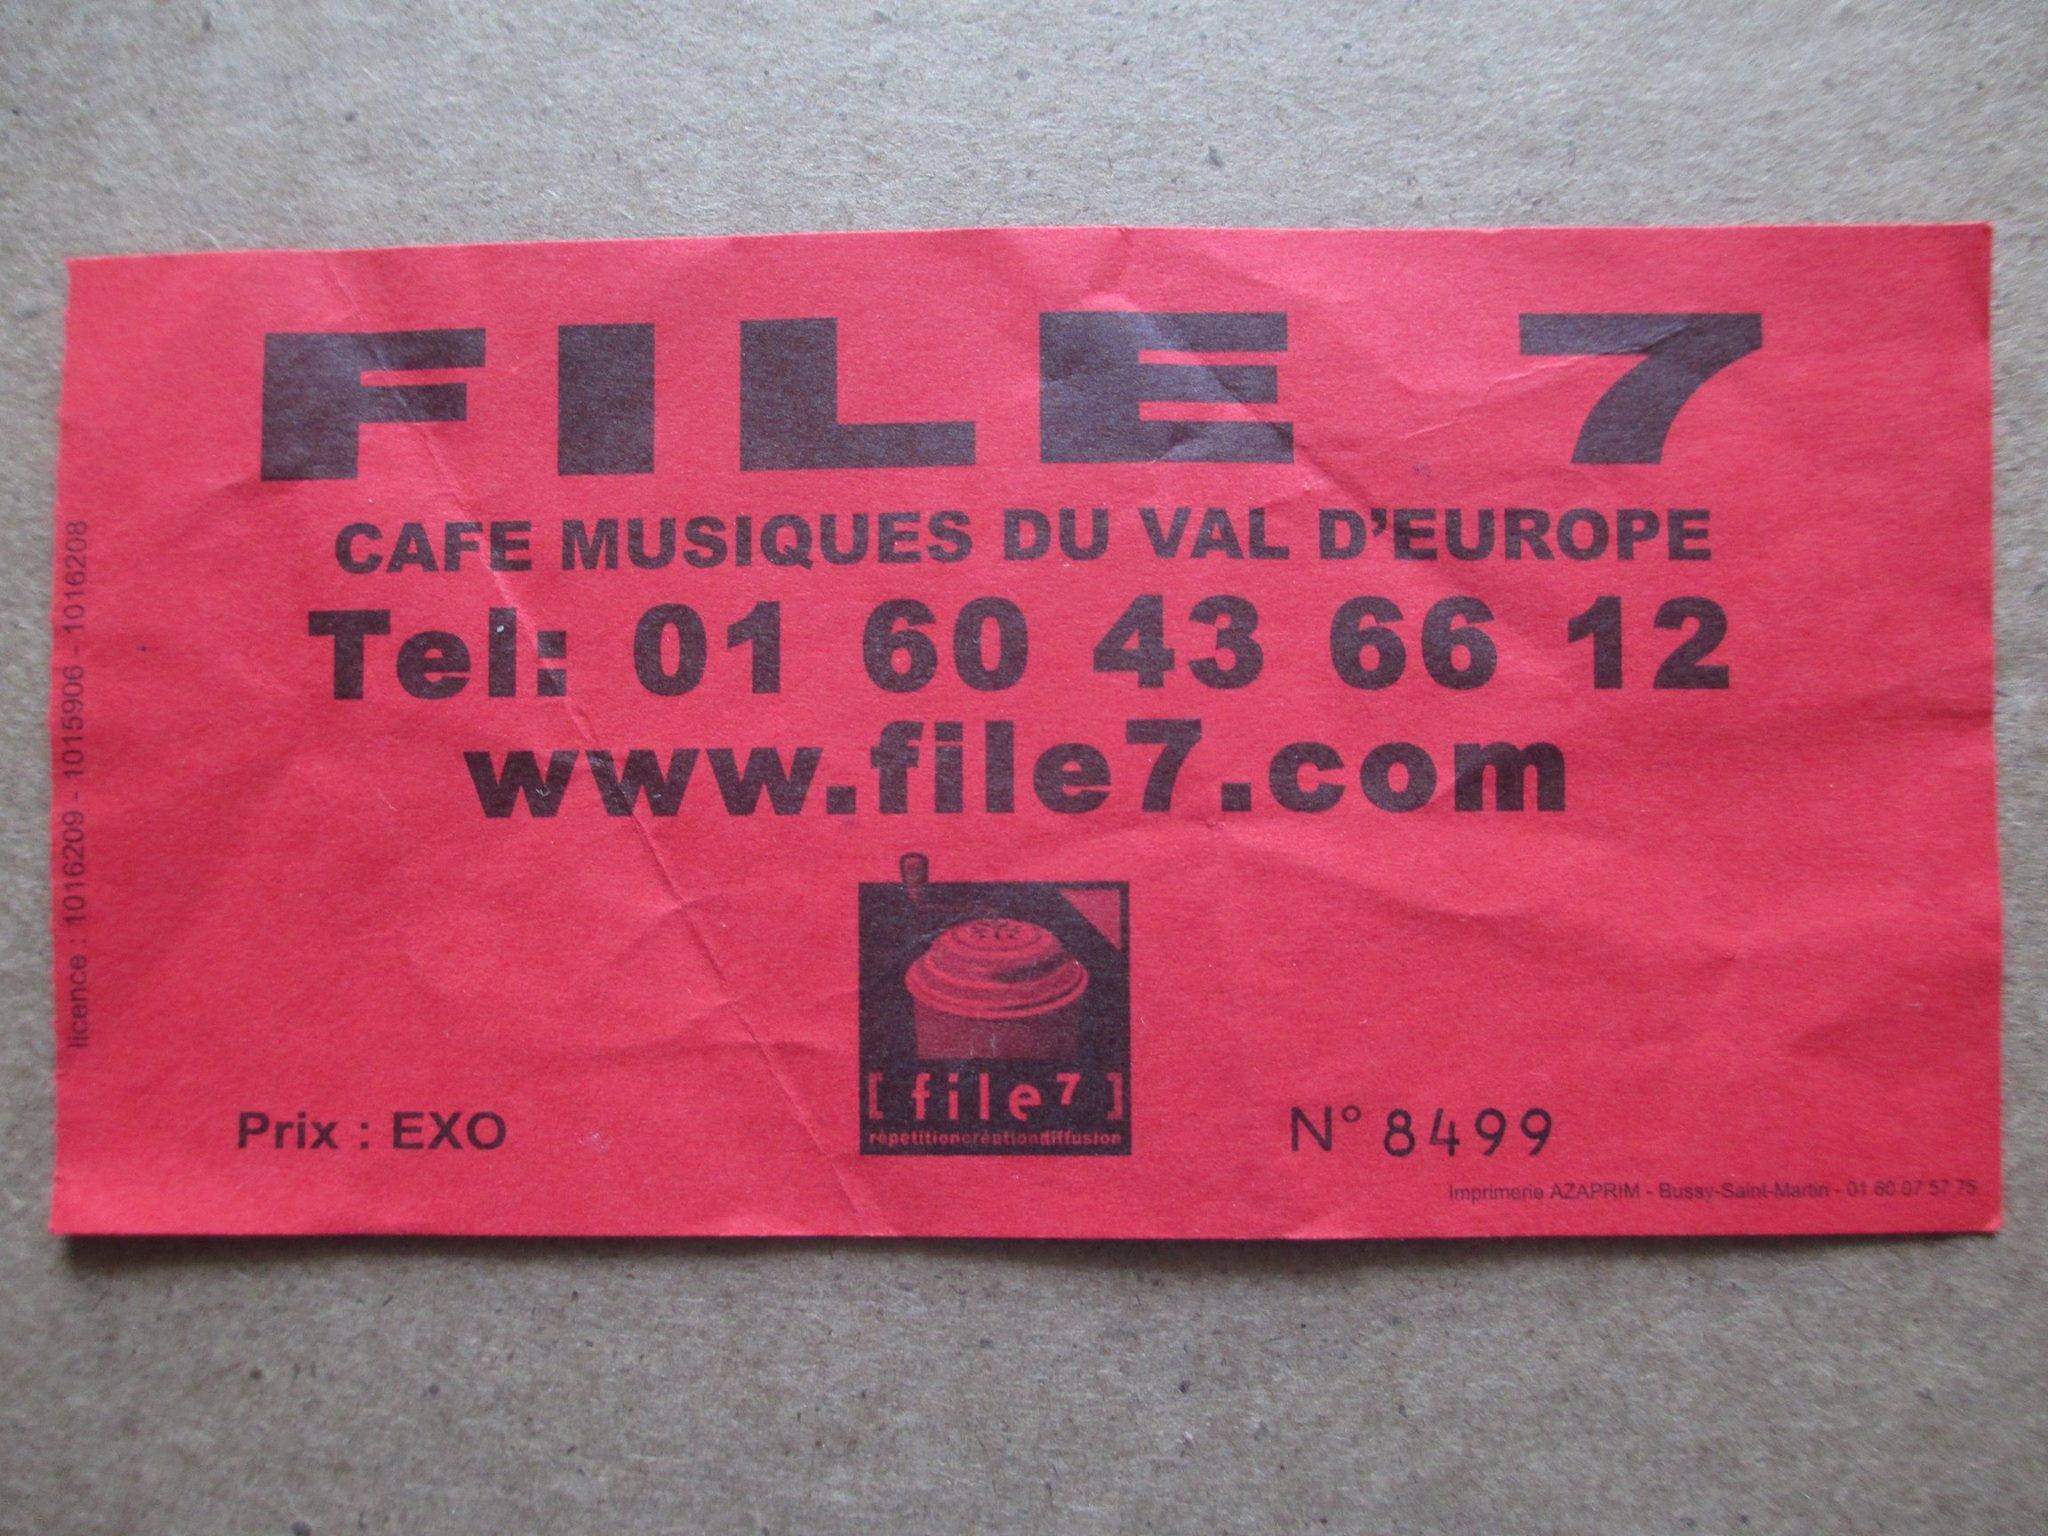 FILE 7
CAFE MUSIQUES DU VAL D'EUROPE
Tel: 01 60 43 66 12
www.file7.com
[ file7 ]
répetitioncréationdiffusion
Prix : EXO
N° 8499
Imprimerie AZAPRIM - Bussy-Saint-Martin - 01 60 07 57 75
licence : 1016209 - 1015906 - 1016208